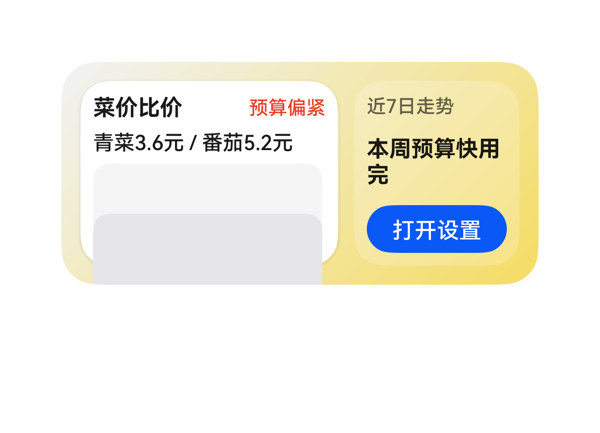 菜价比价 预算偏紧
青菜3.6元 / 番茄5.2元
近7日走势
本周预算快用
完
打开设置